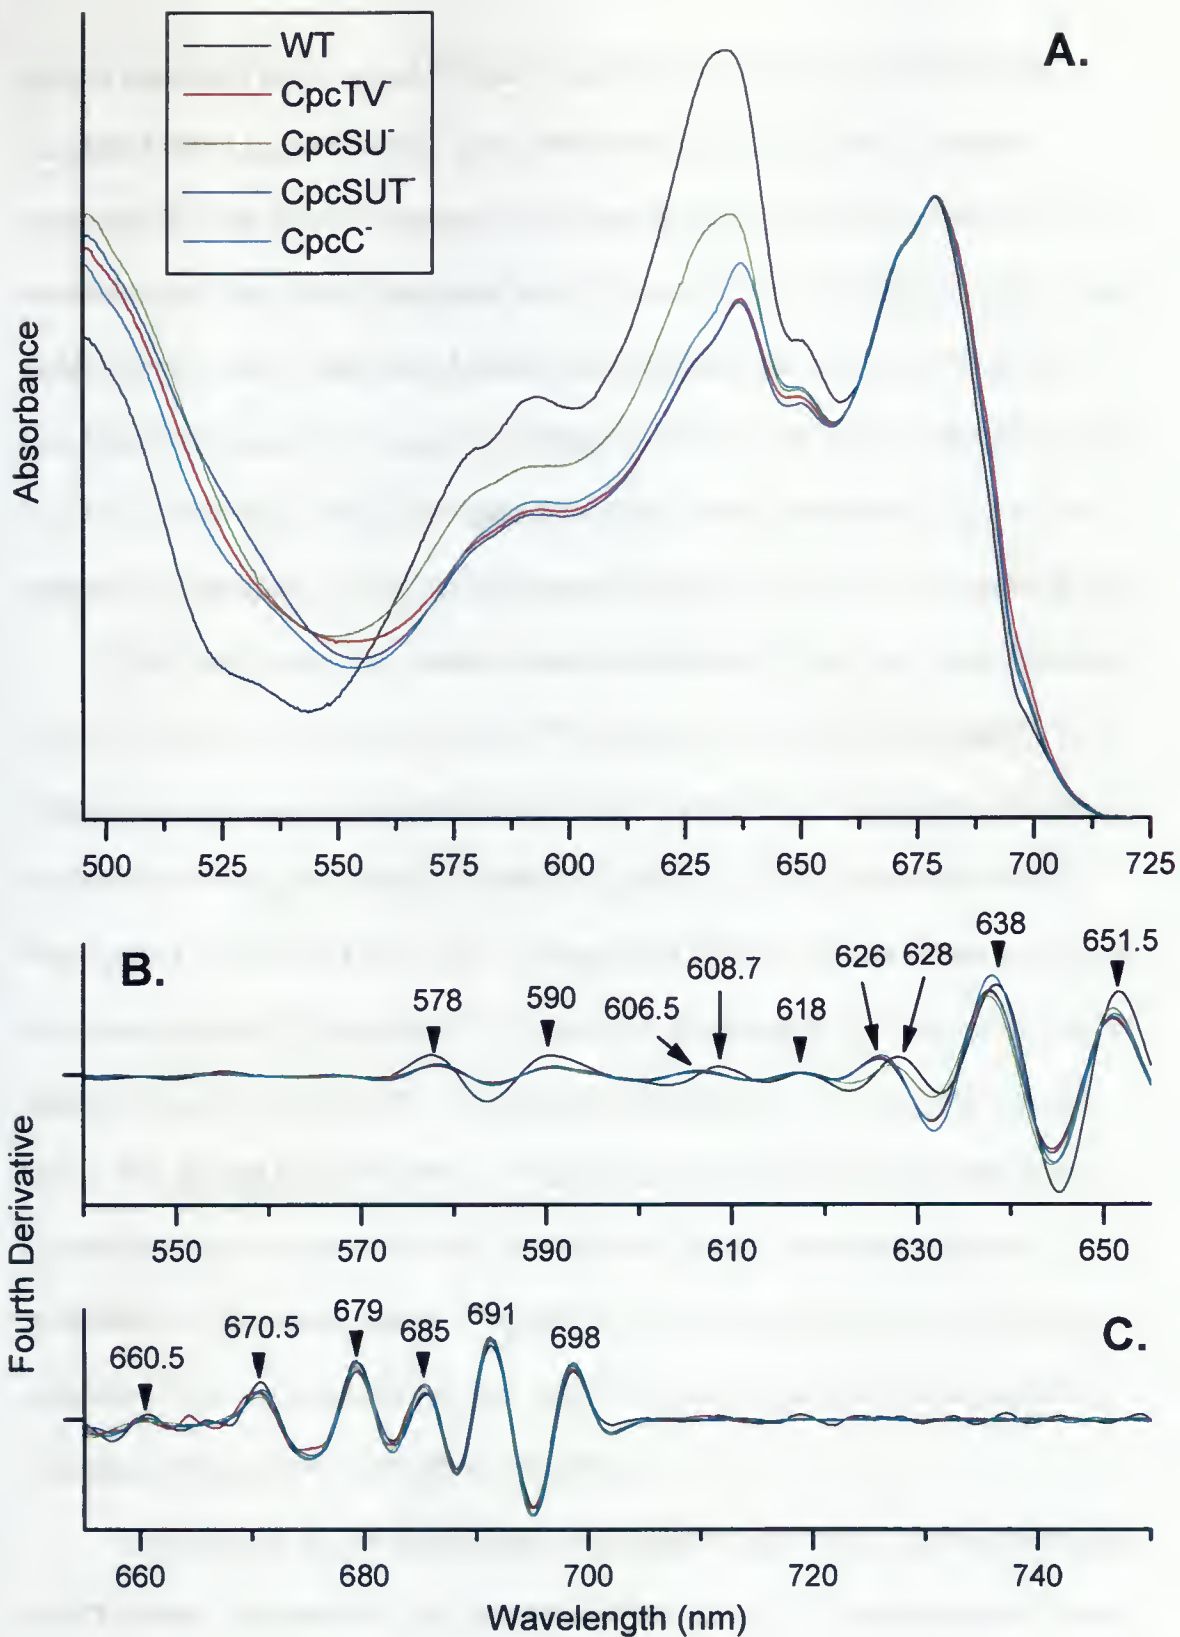 A.
WT
CpcTV⁻
CpcSU⁻
CpcSUT⁻
CpcC⁻
Absorbance
500 525 550 575 600 625 650 675 700 725
B.
578 590 606.5 608.7 618 626 628 638 651.5
550 570 590 610 630 650
Fourth Derivative
C.
660.5 670.5 679 685 691 698
660 680 700 720 740
Wavelength (nm)